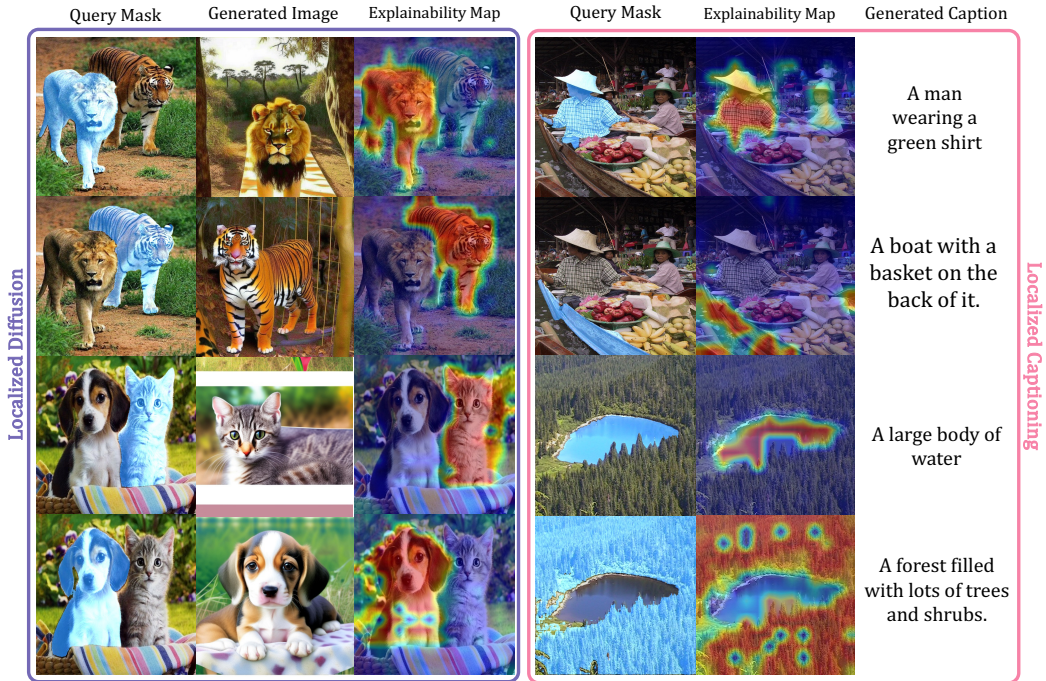 Query Mask Generated Image Explainability Map Query Mask Explainability Map Generated Caption
Localized Diffusion
A man
wearing a
green shirt
A boat with a
basket on the
back of it.
A large body of
water
A forest filled
with lots of trees
and shrubs.
Localized Captioning